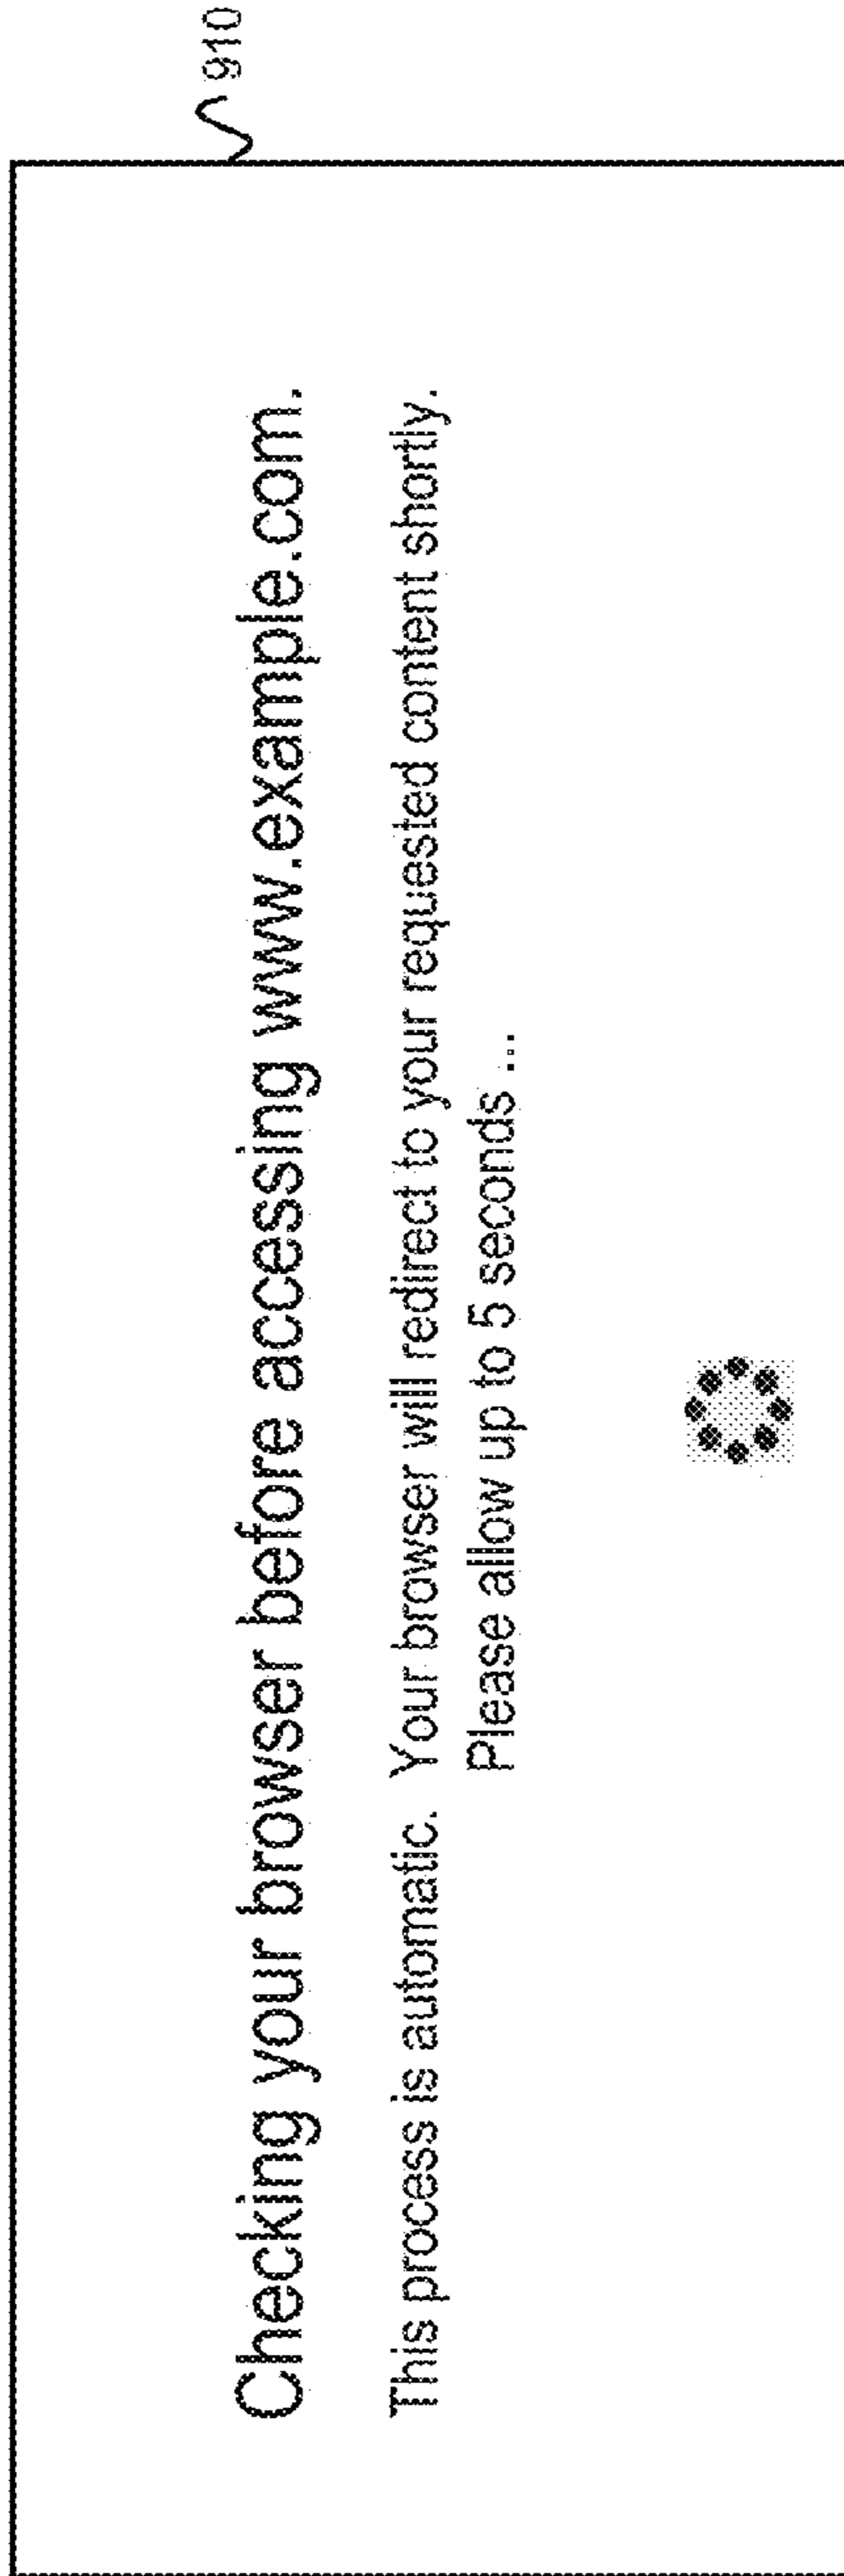 910
Checking your browser before accessing www.example.com.
This process is automatic. Your browser will redirect to your requested content shortly.
Please allow up to 5 seconds ...